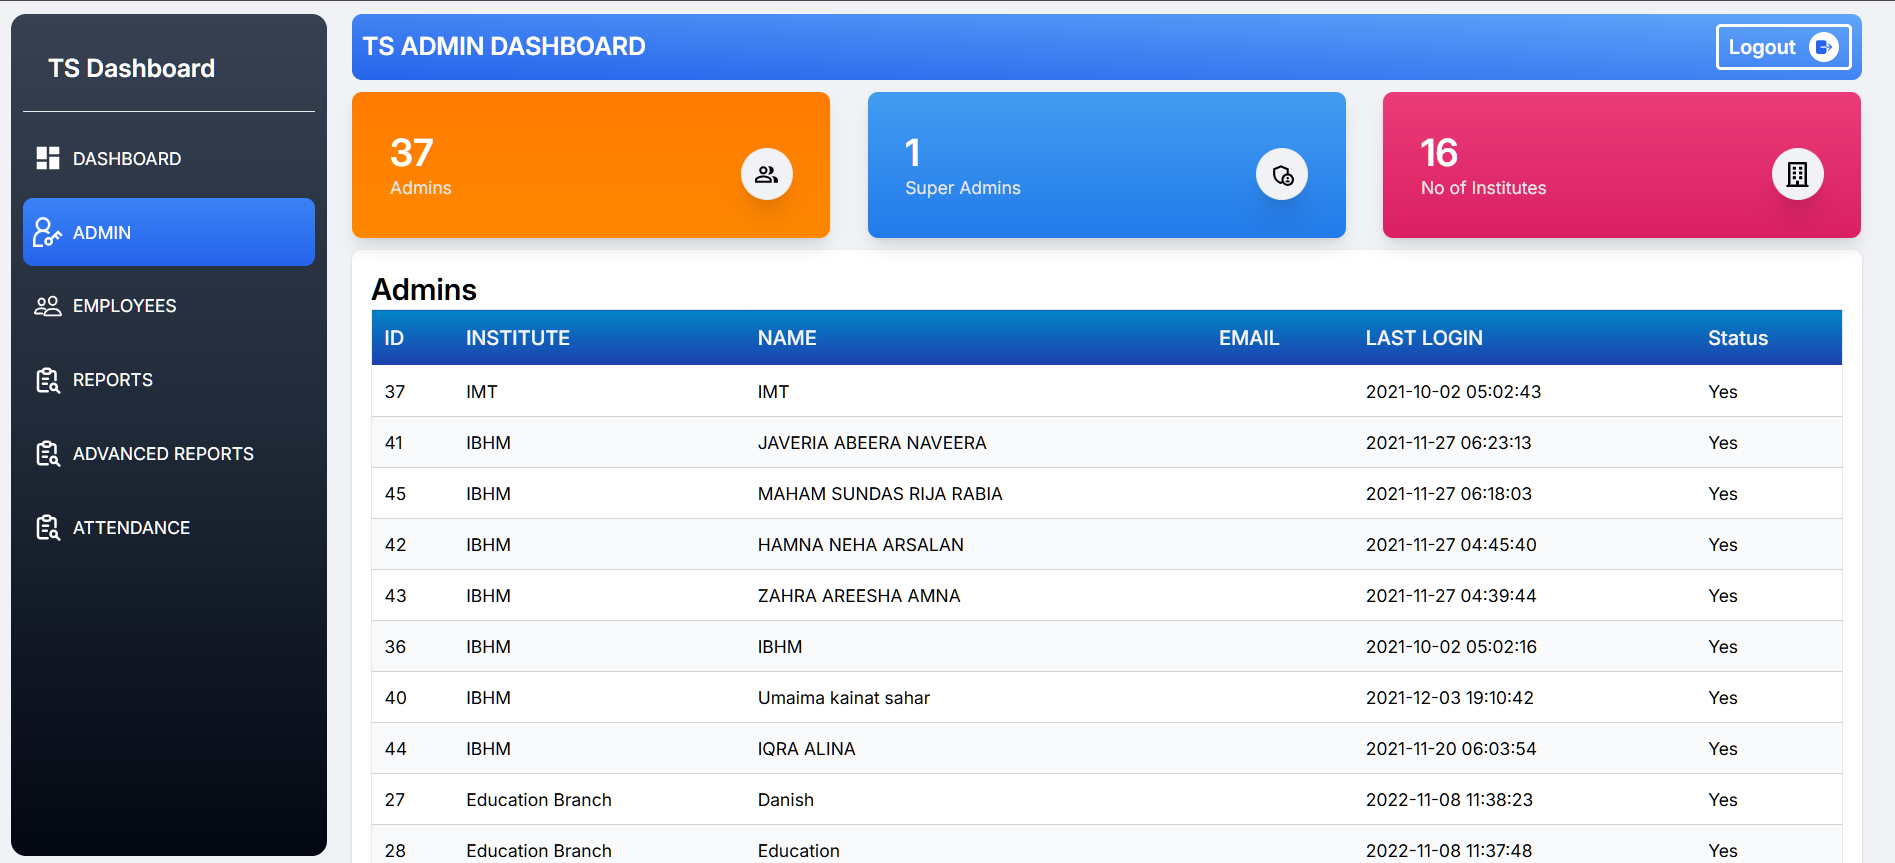 TS Dashboard
DASHBOARD
ADMIN
EMPLOYEES
REPORTS
ADVANCED REPORTS
ATTENDANCE
TS ADMIN DASHBOARD
Logout
37
Admins
1
Super Admins
16
No of Institutes
Admins
ID INSTITUTE NAME EMAIL LAST LOGIN Status
37 IMT IMT 2021-10-02 05:02:43 Yes
41 IBHM JAVERIA ABEERA NAVEERA 2021-11-27 06:23:13 Yes
45 IBHM MAHAM SUNDAS RIJA RABIA 2021-11-27 06:18:03 Yes
42 IBHM HAMNA NEHA ARSALAN 2021-11-27 04:45:40 Yes
43 IBHM ZAHRA AREESHA AMNA 2021-11-27 04:39:44 Yes
36 IBHM IBHM 2021-10-02 05:02:16 Yes
40 IBHM Umaima kainat sahar 2021-12-03 19:10:42 Yes
44 IBHM IQRA ALINA 2021-11-20 06:03:54 Yes
27 Education Branch Danish 2022-11-08 11:38:23 Yes
28 Education Branch Education 2022-11-08 11:37:48 Yes